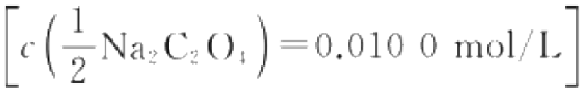 [c(1/2 Na₂C₂O₄)=0.010 0 mol/L]